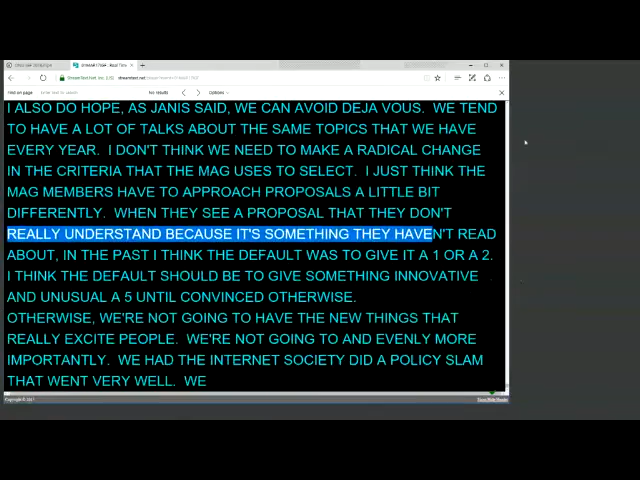 Find on page
No results
Options
I ALSO DO HOPE, AS JANIS SAID, WE CAN AVOID DEJA VOUS.  WE TEND
TO HAVE A LOT OF TALKS ABOUT THE SAME TOPICS THAT WE HAVE
EVERY YEAR.  I DON'T THINK WE NEED TO MAKE A RADICAL CHANGE
IN THE CRITERIA THAT THE MAG USES TO SELECT.  I JUST THINK THE
MAG MEMBERS HAVE TO APPROACH PROPOSALS A LITTLE BIT
DIFFERENTLY.  WHEN THEY SEE A PROPOSAL THAT THEY DON'T
REALLY UNDERSTAND BECAUSE IT'S SOMETHING THEY HAVEN'T READ
ABOUT, IN THE PAST I THINK THE DEFAULT WAS TO GIVE IT A 1 OR A 2.
I THINK THE DEFAULT SHOULD BE TO GIVE SOMETHING INNOVATIVE
AND UNUSUAL A 5 UNTIL CONVINCED OTHERWISE.
OTHERWISE, WE'RE NOT GOING TO HAVE THE NEW THINGS THAT
REALLY EXCITE PEOPLE.  WE'RE NOT GOING TO AND EVENLY MORE
IMPORTANTLY.  WE HAD THE INTERNET SOCIETY DID A POLICY SLAM
THAT WENT VERY WELL.  WE